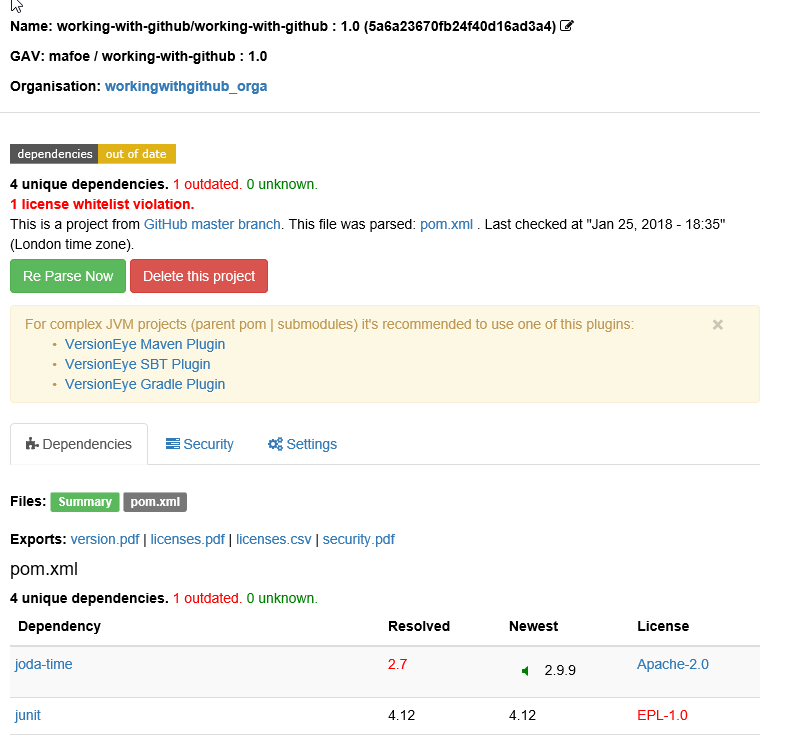 Name: working-with-github/working-with-github : 1.0 (5a6a23670fb24f40d16ad3a4)
GAV: mafoe / working-with-github : 1.0
Organisation: workingwithgithub_orga
dependencies out of date
4 unique dependencies. 1 outdated. 0 unknown.
1 license whitelist violation.
This is a project from GitHub master branch. This file was parsed: pom.xml . Last checked at "Jan 25, 2018 - 18:35"
(London time zone).
Re Parse Now Delete this project
For complex JVM projects (parent pom | submodules) it's recommended to use one of this plugins: ×
• VersionEye Maven Plugin
• VersionEye SBT Plugin
• VersionEye Gradle Plugin
Dependencies Security Settings
Files: Summary pom.xml
Exports: version.pdf | licenses.pdf | licenses.csv | security.pdf
pom.xml
4 unique dependencies. 1 outdated. 0 unknown.
Dependency Resolved Newest License
joda-time 2.7 2.9.9 Apache-2.0
junit 4.12 4.12 EPL-1.0